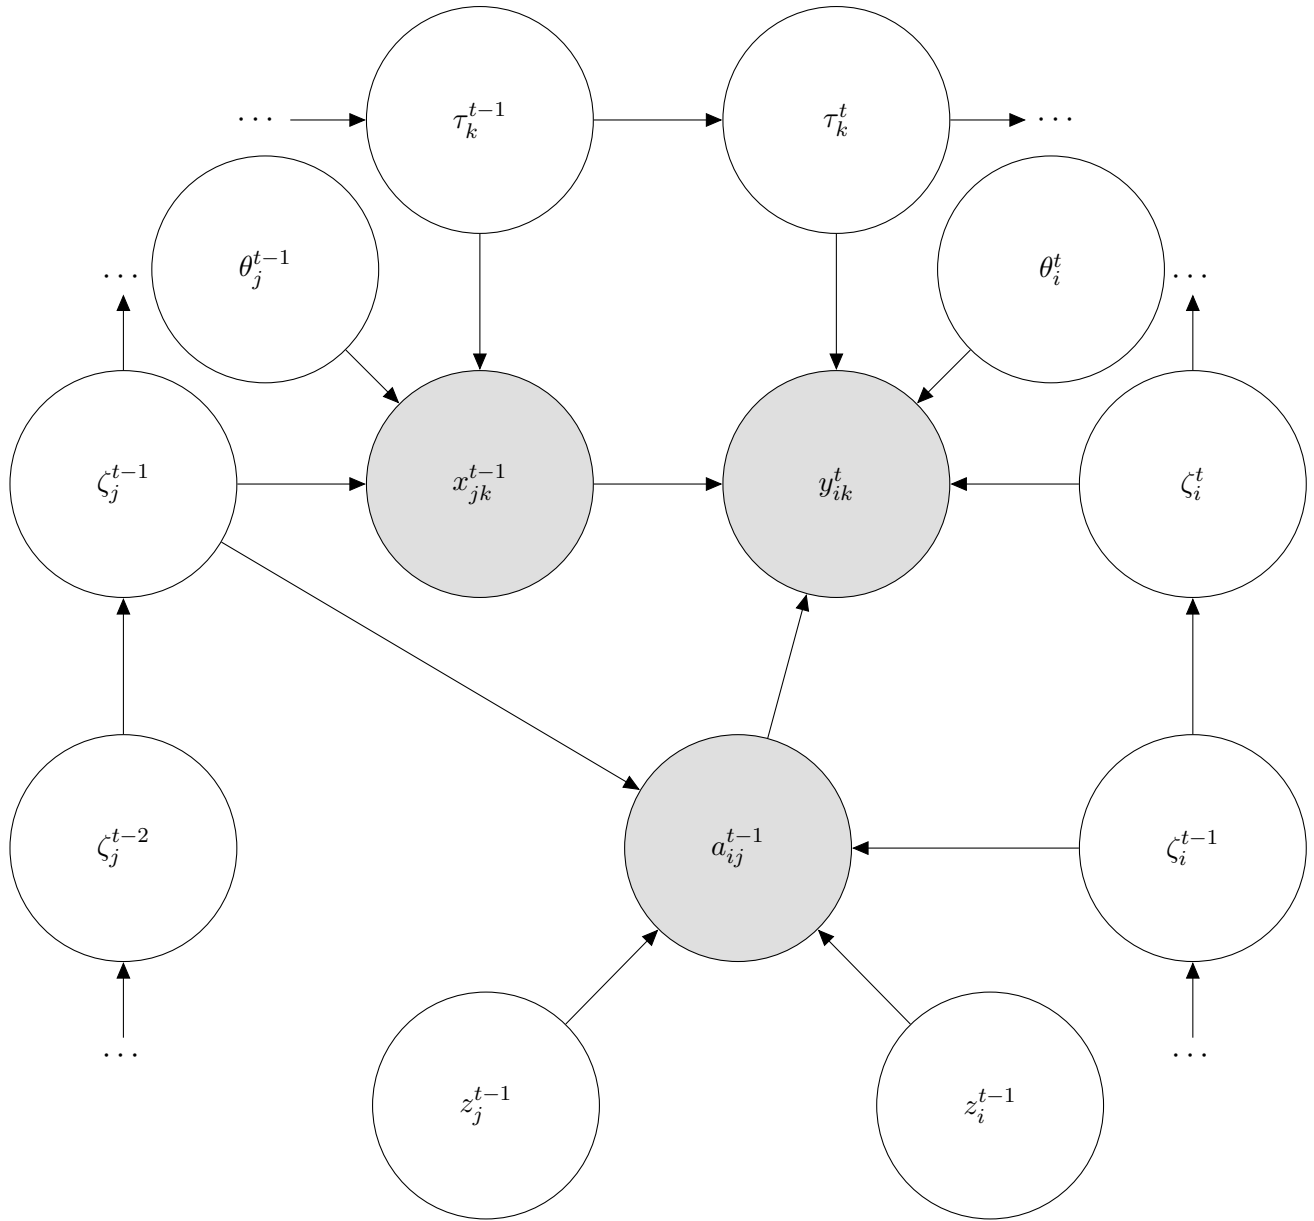 ⋯ τ_k^{t−1} τ_k^t ⋯
θ_j^{t−1} θ_i^t
⋯ ⋯
ζ_j^{t−1} x_{jk}^{t−1} y_{ik}^t ζ_i^t
ζ_j^{t−2} a_{ij}^{t−1} ζ_i^{t−1}
⋯ ⋯
z_j^{t−1} z_i^{t−1}